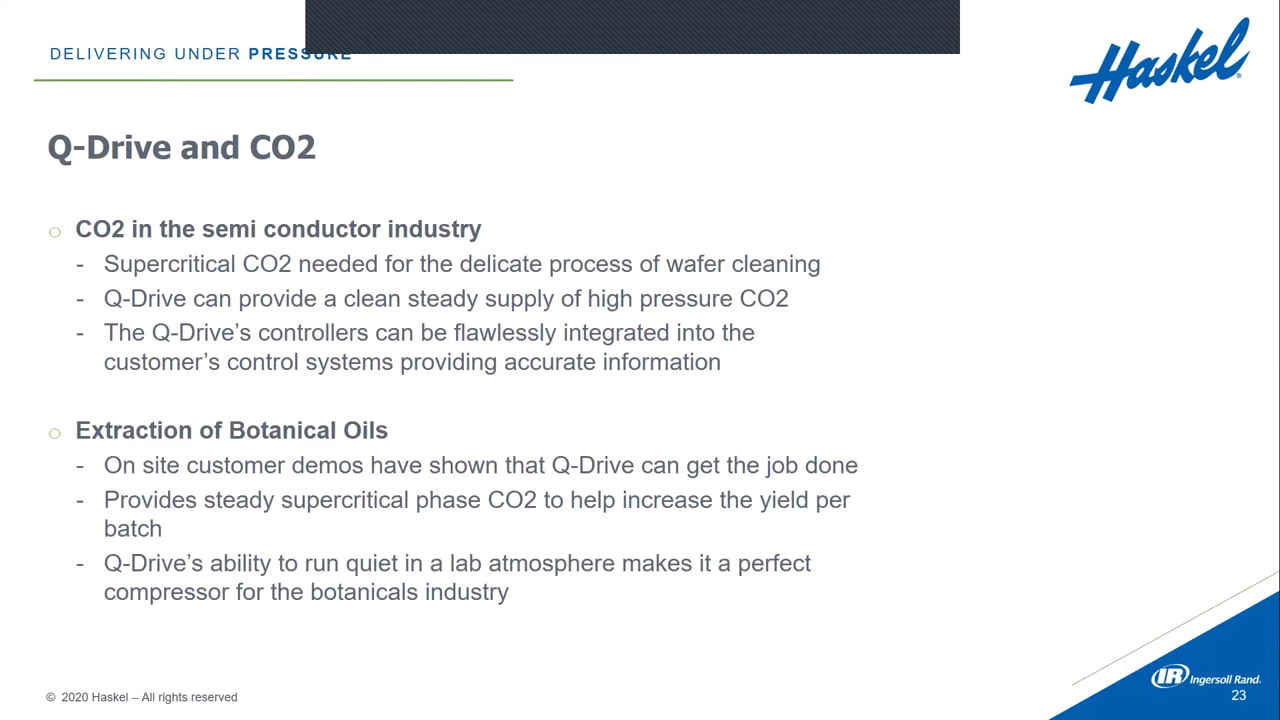 DELIVERING UNDER PRESSURE
Haskel®
Q-Drive and CO2
○ CO2 in the semi conductor industry
- Supercritical CO2 needed for the delicate process of wafer cleaning
- Q-Drive can provide a clean steady supply of high pressure CO2
- The Q-Drive’s controllers can be flawlessly integrated into the
customer’s control systems providing accurate information
○ Extraction of Botanical Oils
- On site customer demos have shown that Q-Drive can get the job done
- Provides steady supercritical phase CO2 to help increase the yield per
batch
- Q-Drive’s ability to run quiet in a lab atmosphere makes it a perfect
compressor for the botanicals industry
© 2020 Haskel – All rights reserved
IR Ingersoll Rand.
23